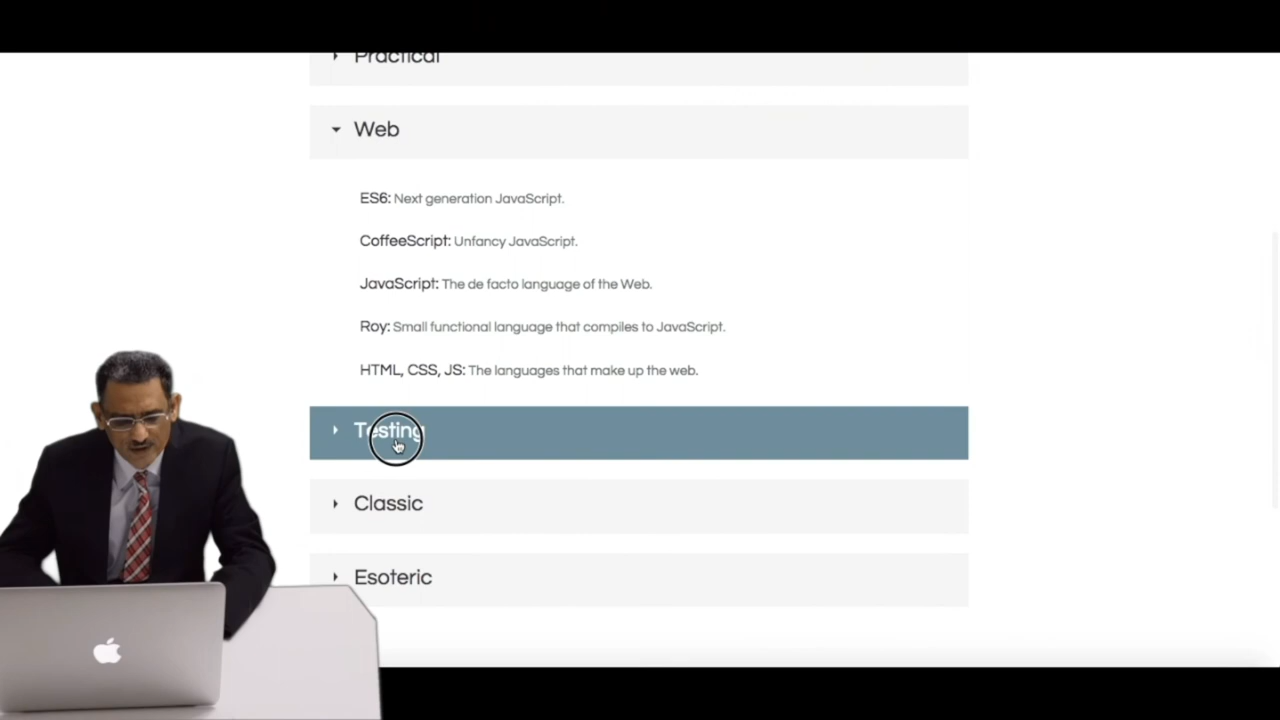 Practical
Web
ES6: Next generation JavaScript.
CoffeeScript: Unfancy JavaScript.
JavaScript: The de facto language of the Web.
Roy: Small functional language that compiles to JavaScript.
HTML, CSS, JS: The languages that make up the web.
Testing
Classic
Esoteric